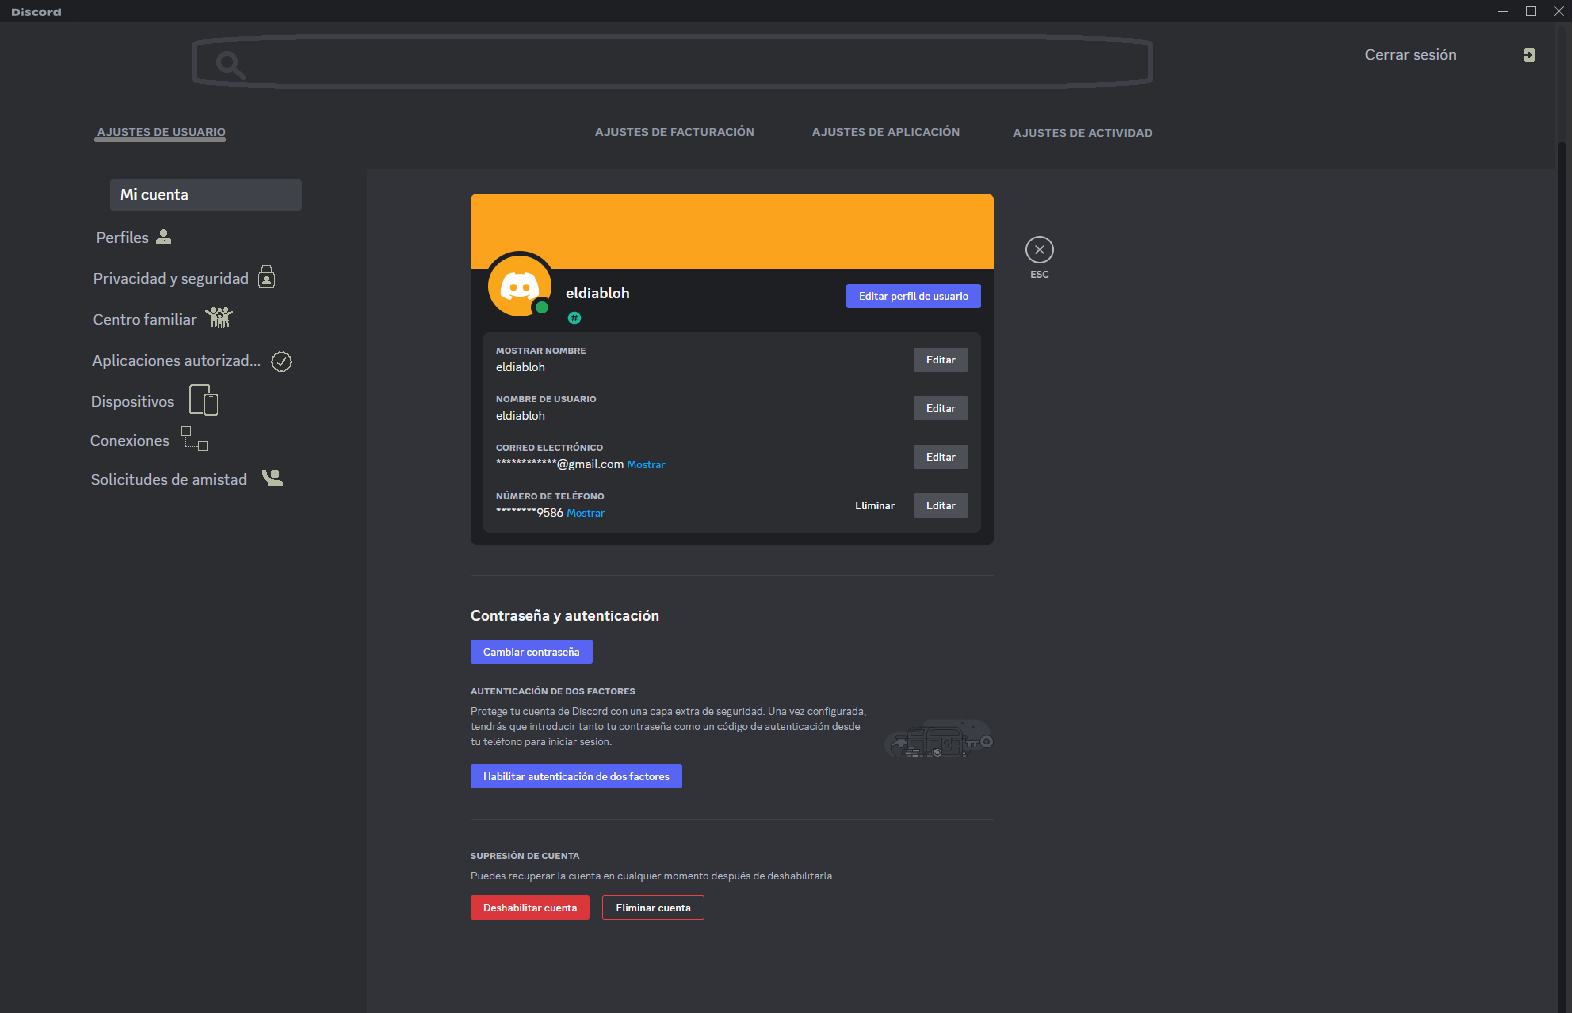 Discord
Cerrar sesión
AJUSTES DE USUARIO
AJUSTES DE FACTURACIÓN
AJUSTES DE APLICACIÓN
AJUSTES DE ACTIVIDAD
Mi cuenta
Perfiles
Privacidad y seguridad
Centro familiar
Aplicaciones autorizad...
Dispositivos
Conexiones
Solicitudes de amistad
eldiabloh
#
Editar perfil de usuario
ESC
MOSTRAR NOMBRE
eldiabloh
Editar
NOMBRE DE USUARIO
eldiabloh
Editar
CORREO ELECTRÓNICO
************@gmail.com Mostrar
Editar
NÚMERO DE TELÉFONO
********9586 Mostrar
Eliminar
Editar
Contraseña y autenticación
Cambiar contraseña
AUTENTICACIÓN DE DOS FACTORES
Protege tu cuenta de Discord con una capa extra de seguridad. Una vez configurada,
tendrás que introducir tanto tu contraseña como un código de autenticación desde
tu teléfono para iniciar sesión.
Habilitar autenticación de dos factores
SUPRESIÓN DE CUENTA
Puedes recuperar la cuenta en cualquier momento después de deshabilitarla
Deshabilitar cuenta
Eliminar cuenta